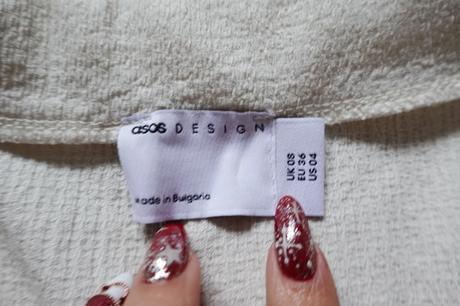 asos DESIGN
Made in Bulgaria
UK 08
EU 36
US 04